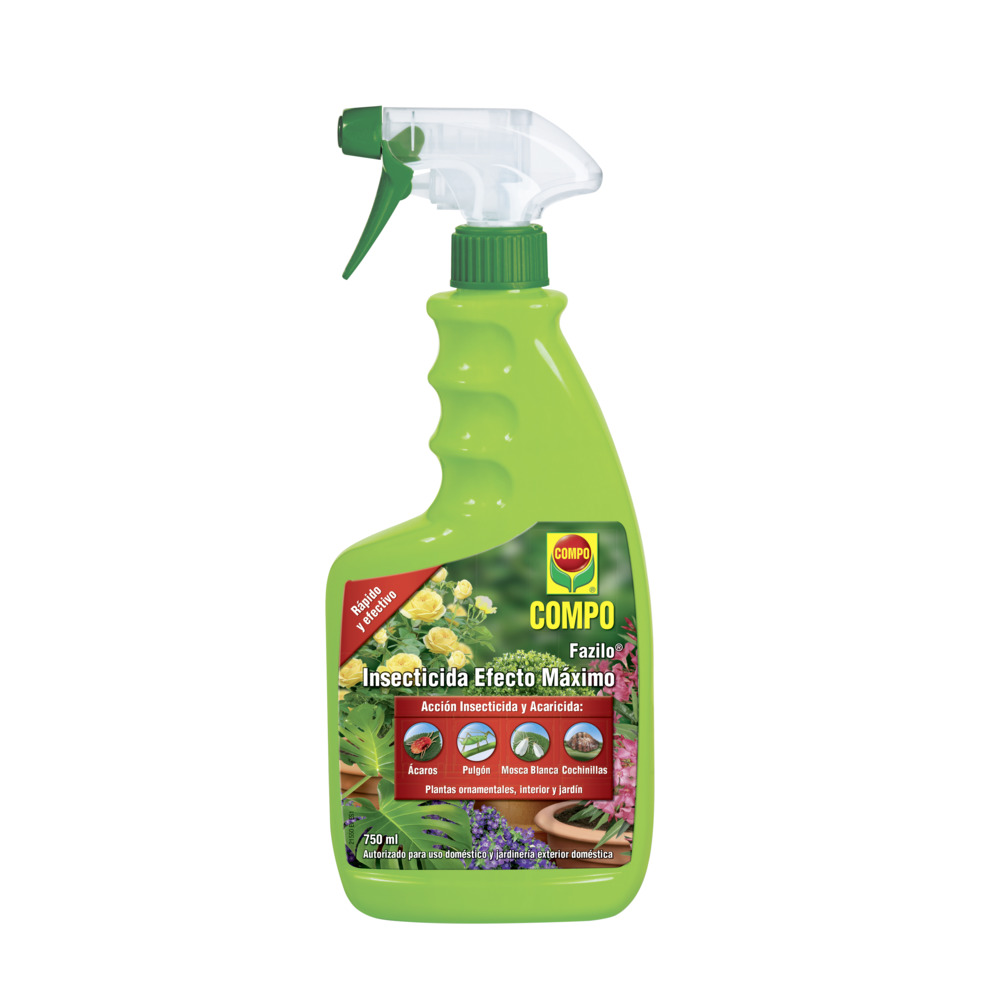 COMPO
®
COMPO
Rápido
y efectivo
Fazilo®
Insecticida Efecto Máximo
Acción Insecticida y Acaricida:
Ácaros Pulgón Mosca Blanca Cochinillas
Plantas ornamentales, interior y jardín
750 ml
Autorizado para uso doméstico y jardinería exterior doméstica